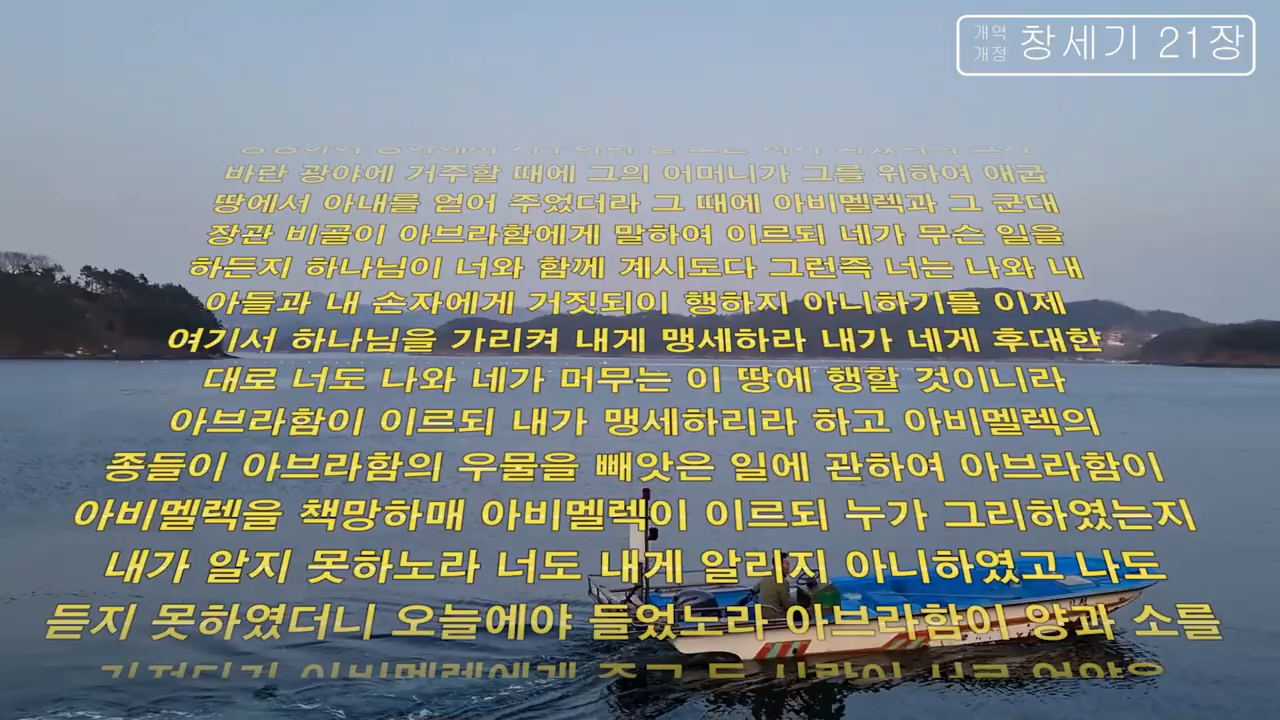 개역
개정
창세기 21장
바란 광야에 거주할 때에 그의 어머니가 그를 위하여 애굽
땅에서 아내를 얻어 주었더라 그 때에 아비멜렉과 그 군대
장관 비골이 아브라함에게 말하여 이르되 네가 무슨 일을
하든지 하나님이 너와 함께 계시도다 그런즉 너는 나와 내
아들과 내 손자에게 거짓되이 행하지 아니하기를 이제
여기서 하나님을 가리켜 내게 맹세하라 내가 네게 후대한
대로 너도 나와 네가 머무는 이 땅에 행할 것이니라
아브라함이 이르되 내가 맹세하리라 하고 아비멜렉의
종들이 아브라함의 우물을 빼앗은 일에 관하여 아브라함이
아비멜렉을 책망하매 아비멜렉이 이르되 누가 그리하였는지
내가 알지 못하노라 너도 내게 알리지 아니하였고 나도
듣지 못하였더니 오늘에야 들었노라 아브라함이 양과 소를